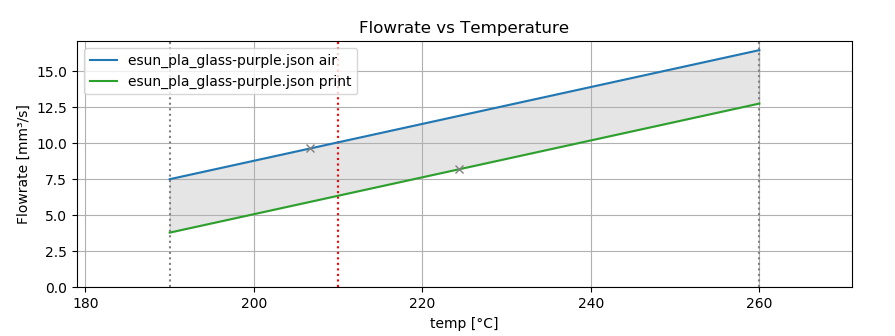 Flowrate vs Temperature
esun_pla_glass-purple.json air
esun_pla_glass-purple.json print
Flowrate [mm³/s]
15.0
12.5
10.0
7.5
5.0
2.5
0.0
180 200 220 240 260
temp [°C]